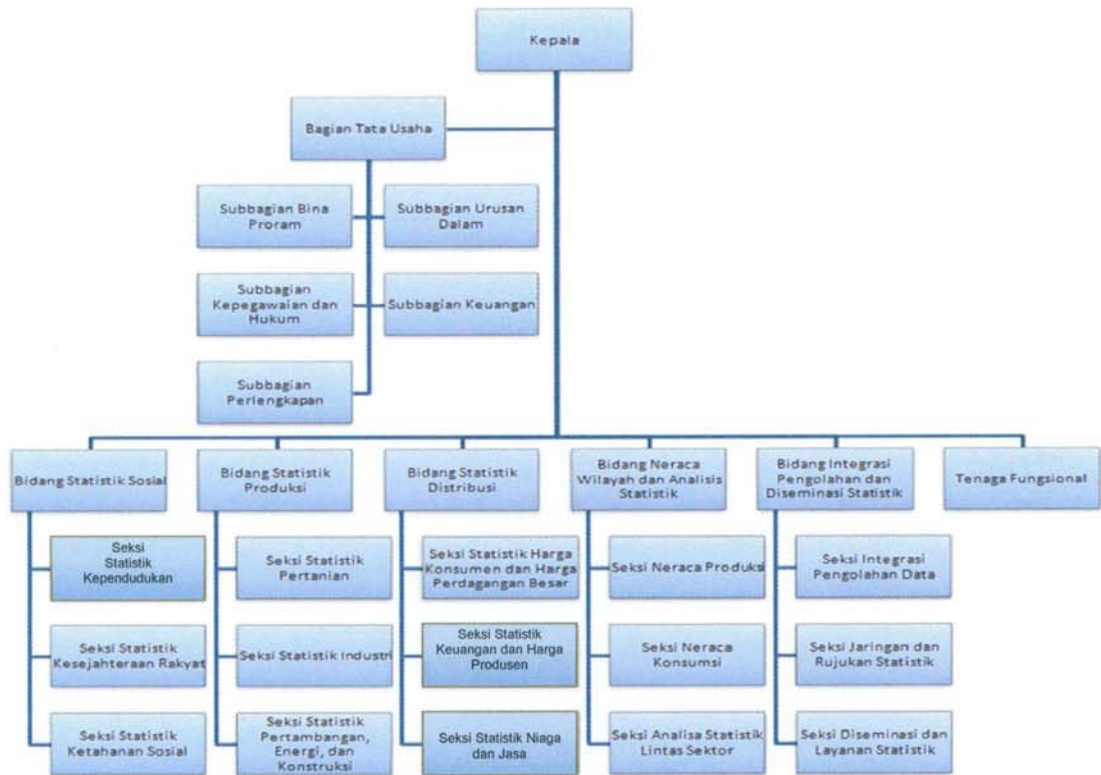 Kepala
Bagian Tata Usaha
Subbagian Bina
Proram
Subbagian Urusan
Dalam
Subbagian
Kepegawaian dan
Hukum
Subbagian Keuangan
Subbagian
Perlengkapan
Bidang Statistik Sosial
Bidang Statistik
Produksi
Bidang Statistik
Distribusi
Bidang Neraca
Wilayah dan Analisis
Statistik
Bidang Integrasi
Pengolahan dan
Diseminasi Statistik
Tenaga Fungsional
Seksi
Statistik
Kependudukan
Seksi Statistik
Pertanian
Seksi Statistik Harga
Konsumen dan Harga
Perdagangan Besar
Seksi Neraca Produksi
Seksi Integrasi
Pengolahan Data
Seksi Statistik
Kesejahteraan Rakyat
Seksi Statistik Industri
Seksi Statistik
Keuangan dan Harga
Produsen
Seksi Neraca
Konsumsi
Seksi Jaringan dan
Rujukan Statistik
Seksi Statistik
Ketahanan Sosial
Seksi Statistik
Pertambangan,
Energi, dan
Konstruksi
Seksi Statistik Niaga
dan Jasa
Seksi Analisa Statistik
Lintas Sektor
Seksi Diseminasi dan
Layanan Statistik